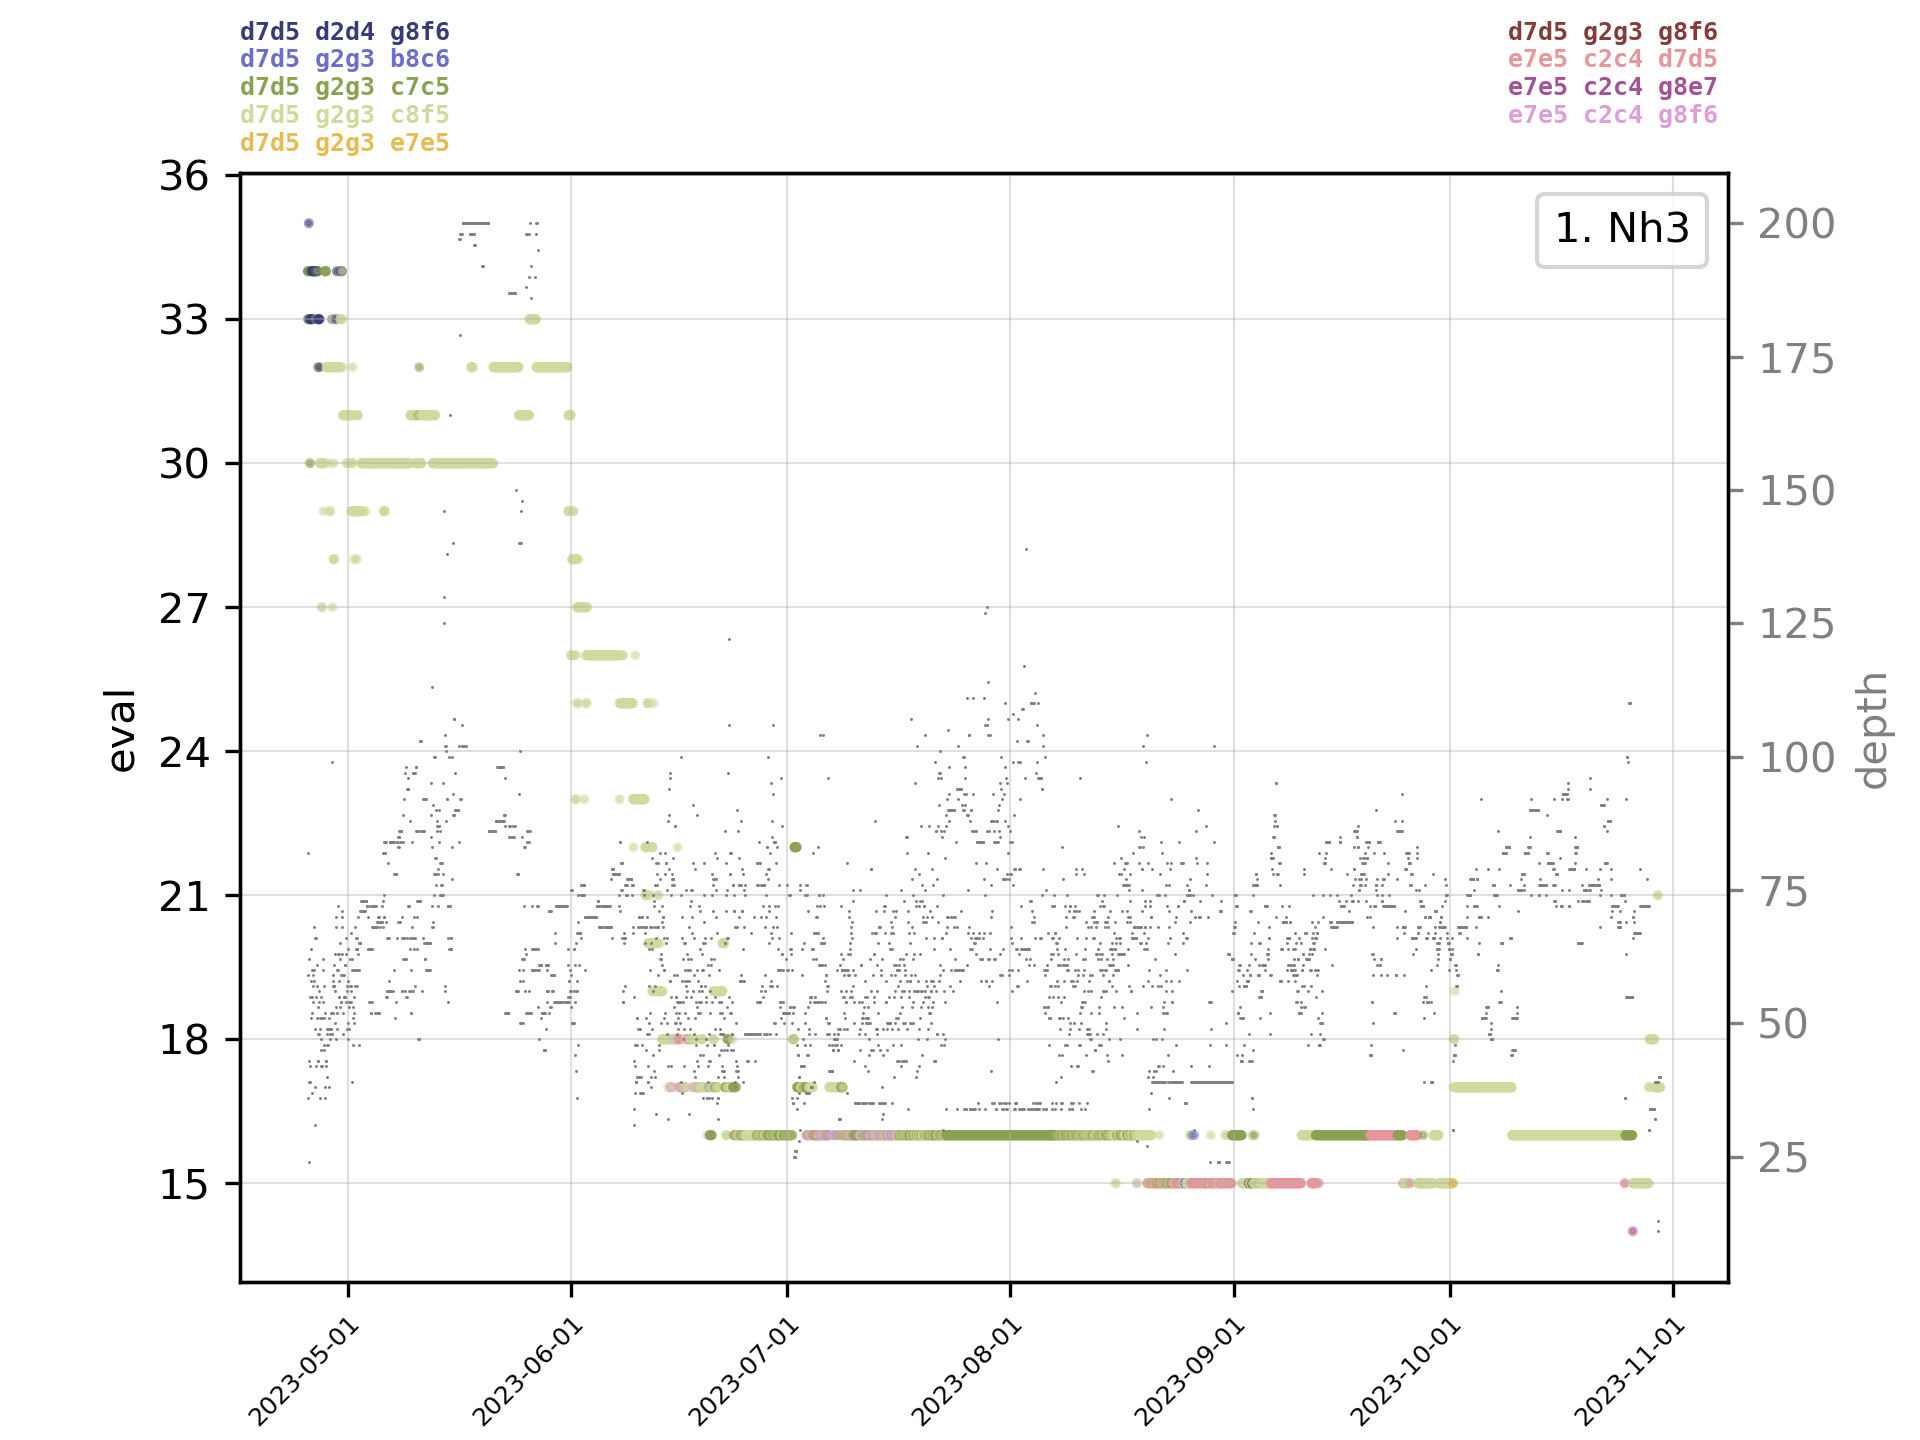 d7d5 d2d4 g8f6
d7d5 g2g3 b8c6
d7d5 g2g3 c7c5
d7d5 g2g3 c8f5
d7d5 g2g3 e7e5
d7d5 g2g3 g8f6
e7e5 c2c4 d7d5
e7e5 c2c4 g8e7
e7e5 c2c4 g8f6
1. Nh3
eval
36
33
30
27
24
21
18
15
depth
200
175
150
125
100
75
50
25
2023-05-01
2023-06-01
2023-07-01
2023-08-01
2023-09-01
2023-10-01
2023-11-01